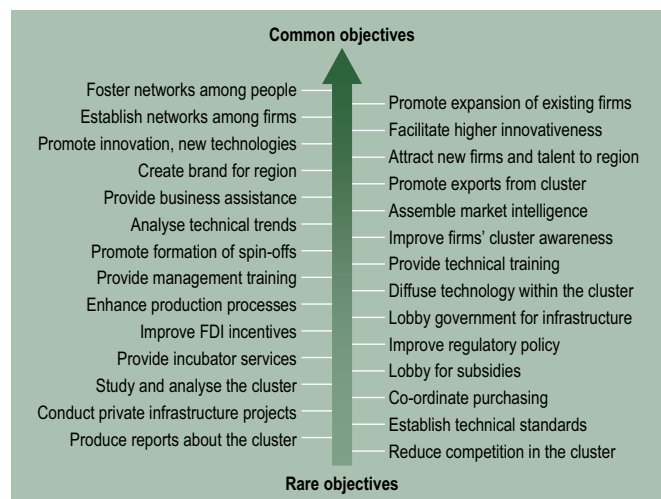 Common objectives
Foster networks among people
Promote expansion of existing firms
Establish networks among firms
Facilitate higher innovativeness
Promote innovation, new technologies
Attract new firms and talent to region
Create brand for region
Promote exports from cluster
Provide business assistance
Assemble market intelligence
Analyse technical trends
Improve firms' cluster awareness
Promote formation of spin-offs
Provide technical training
Provide management training
Diffuse technology within the cluster
Enhance production processes
Lobby government for infrastructure
Improve FDI incentives
Improve regulatory policy
Provide incubator services
Lobby for subsidies
Study and analyse the cluster
Co-ordinate purchasing
Conduct private infrastructure projects
Establish technical standards
Produce reports about the cluster
Reduce competition in the cluster
Rare objectives